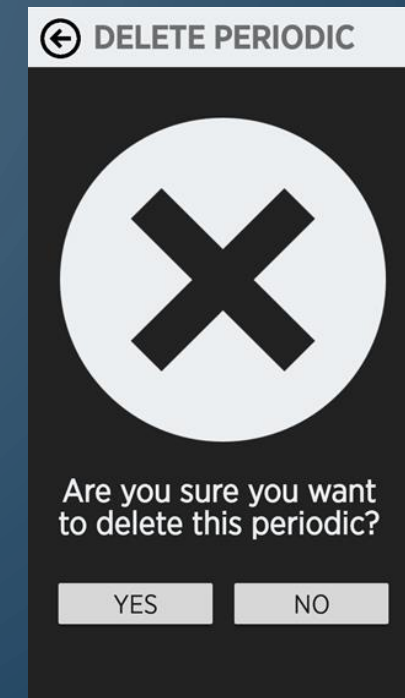 DELETE PERIODIC
Are you sure you want
to delete this periodic?
YES
NO